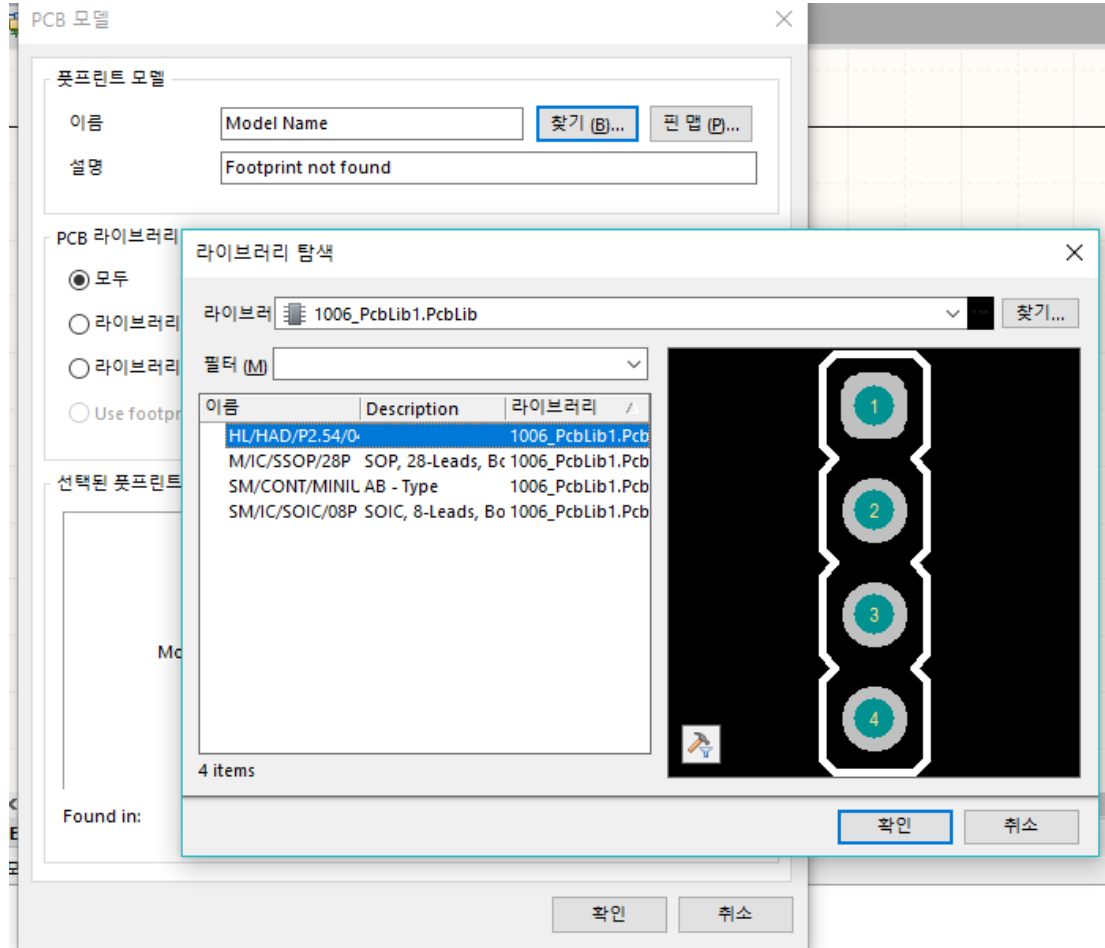 PCB 모델
풋프린트 모델
이름 Model Name 찾기 (B)... 핀 맵 (P)...
설명 Footprint not found
PCB 라이브러리
모두
라이브러리
라이브러리
Use footpr
선택된 풋프린트
Mo
Found in:
확인 취소
라이브러리 탐색
라이브러 1006_PcbLib1.PcbLib 찾기...
필터 (M)
이름 Description 라이브러리
HL/HAD/P2.54/0 1006_PcbLib1.Pcb
M/IC/SSOP/28P SOP, 28-Leads, Bc 1006_PcbLib1.Pcb
SM/CONT/MINIU AB - Type 1006_PcbLib1.Pcb
SM/IC/SOIC/08P SOIC, 8-Leads, Bo 1006_PcbLib1.Pcb
4 items
1
2
3
4
확인 취소